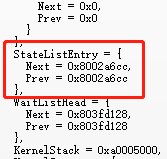 Next = 0x0,
Prev = 0x0
}
},
StateListEntry = {
Next = 0x8002a6cc,
Prev = 0x8002a6cc
},
WaitListHead = {
Next = 0x803fd128,
Prev = 0x803fd128
},
KernelStack = 0xa0005000,